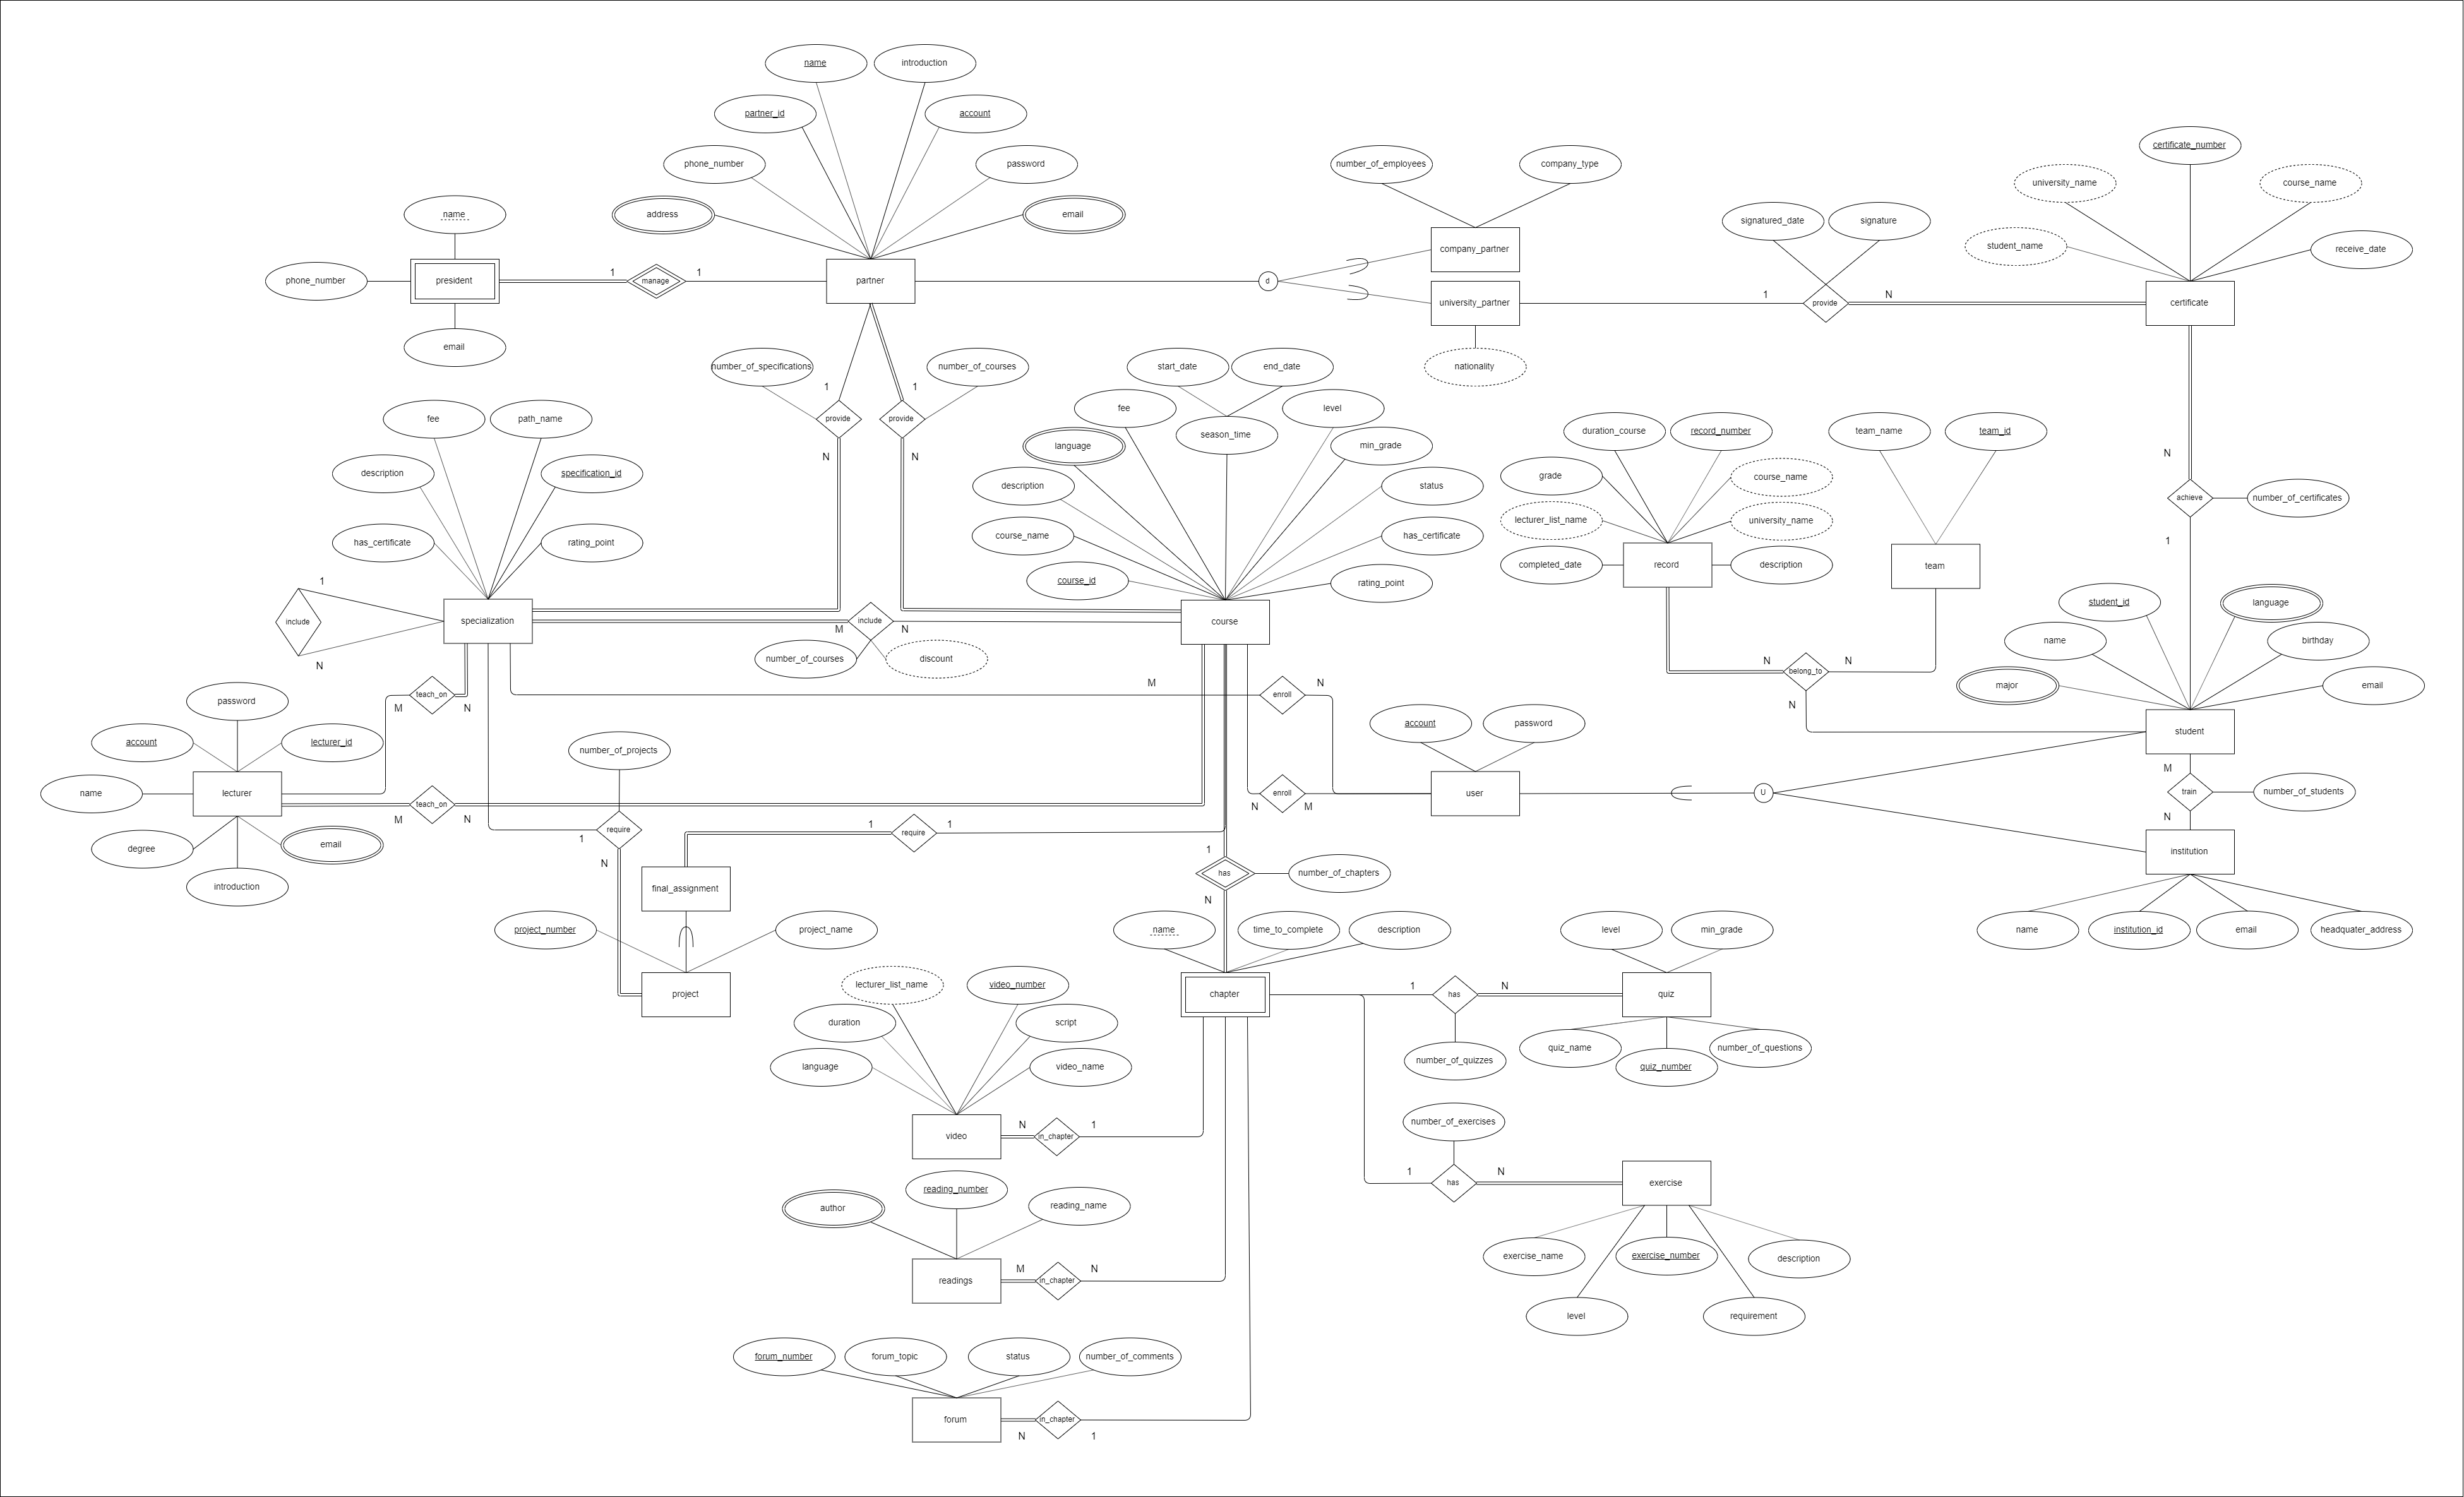 name
introduction
partner_id
account
phone_number
password
address
email
name
phone_number
president
email
1
manage
1
partner
d
number_of_employees
company_type
company_partner
university_partner
nationality
signatured_date
signature
1
provide
N
certificate_number
university_name
course_name
student_name
receive_date
certificate
number_of_specifications
number_of_courses
1
1
provide
provide
N
N
fee
path_name
description
specification_id
has_certificate
rating_point
specialization
1
include
N
start_date
end_date
fee
level
season_time
language
min_grade
description
status
course_name
has_certificate
course_id
rating_point
course
M
include
N
number_of_courses
discount
duration_course
record_number
grade
course_name
lecturer_list_name
university_name
completed_date
description
record
team_name
team_id
team
N
belong_to
N
N
N
achieve
number_of_certificates
1
student_id
language
name
birthday
major
email
student
M
train
number_of_students
N
institution
name
institution_id
email
headquater_address
password
account
lecturer_id
name
lecturer
degree
email
introduction
M
teach_on
N
M
teach_on
N
M
enroll
N
N
enroll
M
account
password
user
U
number_of_projects
1
require
N
1
require
1
final_assignment
project_number
project_name
project
1
has
number_of_chapters
N
name
time_to_complete
description
chapter
1
has
N
number_of_quizzes
level
min_grade
quiz
quiz_name
quiz_number
number_of_questions
lecturer_list_name
video_number
duration
script
language
video_name
video
N
in_chapter
1
number_of_exercises
1
has
N
exercise
exercise_name
exercise_number
description
level
requirement
reading_number
author
reading_name
readings
M
in_chapter
N
forum_number
forum_topic
status
number_of_comments
forum
N
in_chapter
1